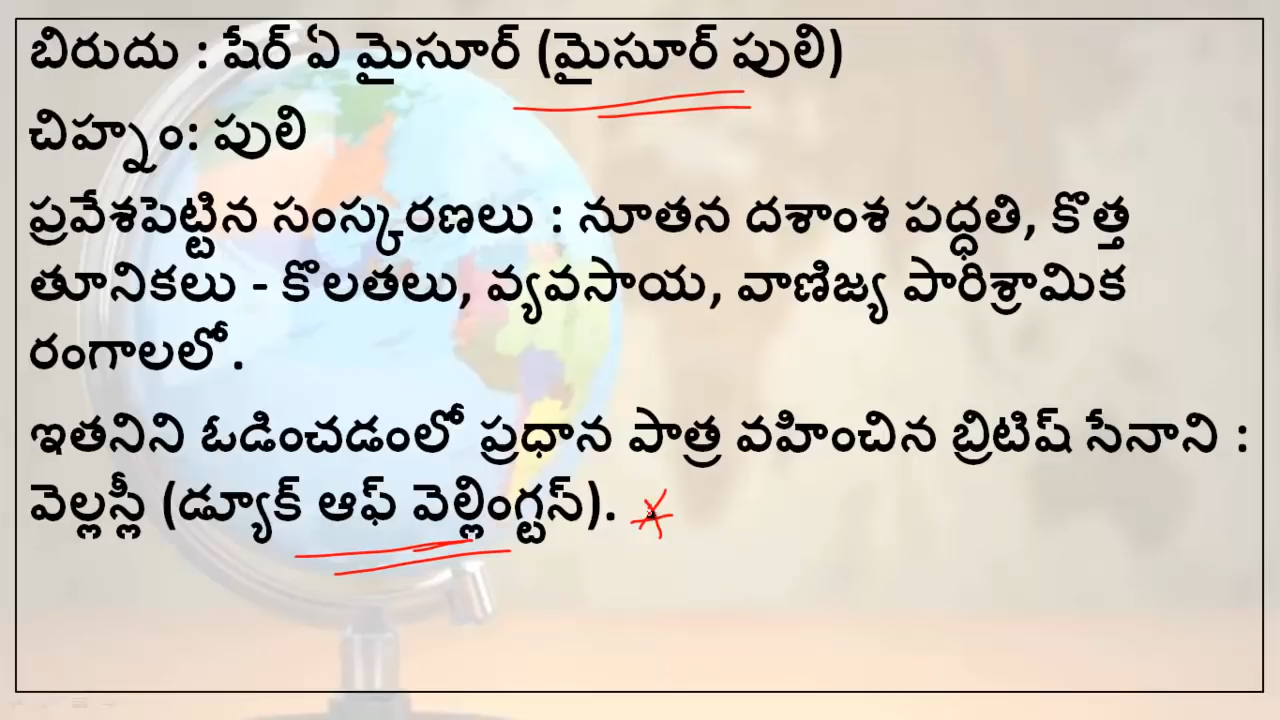 బిరుదు : షేర్ ఏ మైసూర్ (మైసూర్ పులి)
చిహ్నం: పులి
ప్రవేశపెట్టిన సంస్కరణలు : నూతన దశాంశ పద్ధతి, కొత్త
తూనికలు - కొలతలు, వ్యవసాయ, వాణిజ్య పారిశ్రామిక
రంగాలలో.
ఇతనిని ఓడించడంలో ప్రధాన పాత్ర వహించిన బ్రిటిష్ సేనాని :
వెల్లస్లీ (డ్యూక్ ఆఫ్ వెల్లింగ్టస్).